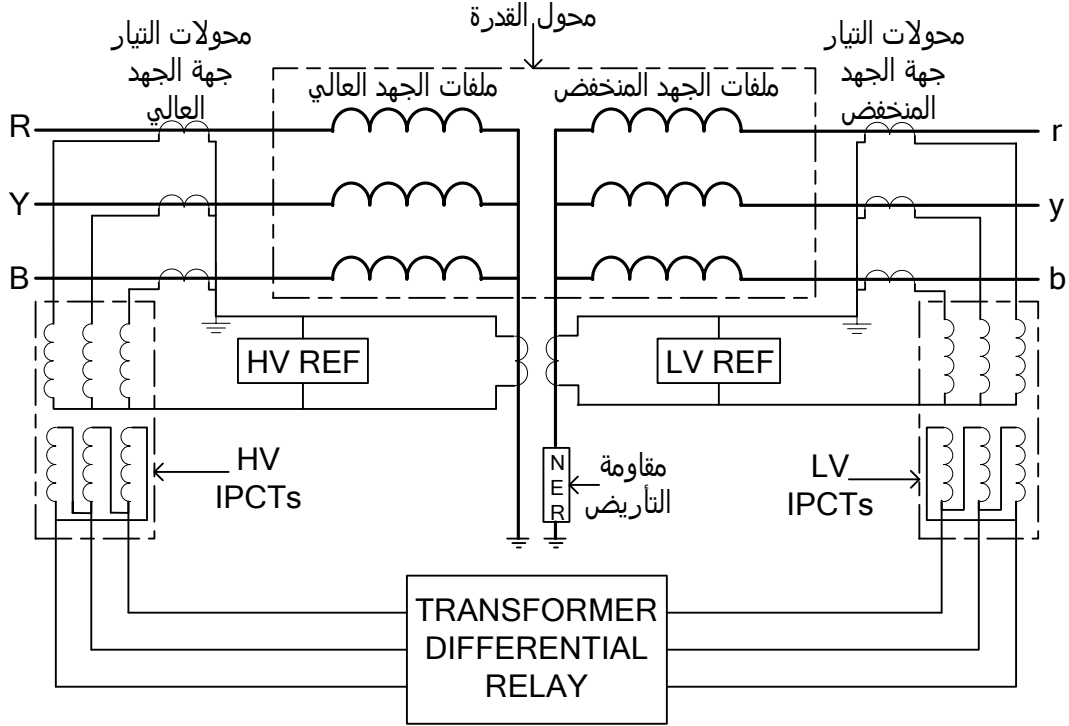 محول القدرة
محولات التيار
جهة الجهد
العالي
محولات التيار
جهة الجهد
المنخفض
ملفات الجهد العالي
ملفات الجهد المنخفض
R
r
Y
y
B
b
HV REF
LV REF
HV
IPCTs
N
E
R
مقاومة
التأريض
LV
IPCTs
TRANSFORMER
DIFFERENTIAL
RELAY